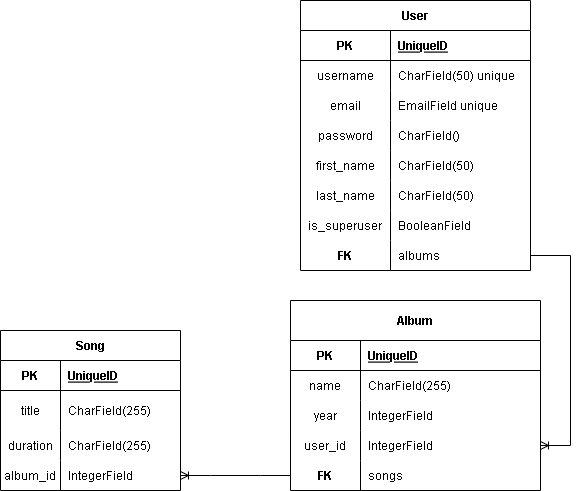 User
PK UniqueID
username CharField(50) unique
email EmailField unique
password CharField()
first_name CharField(50)
last_name CharField(50)
is_superuser BooleanField
FK albums
Song
PK UniqueID
title CharField(255)
duration CharField(255)
album_id IntegerField
Album
PK UniqueID
name CharField(255)
year IntegerField
user_id IntegerField
FK songs